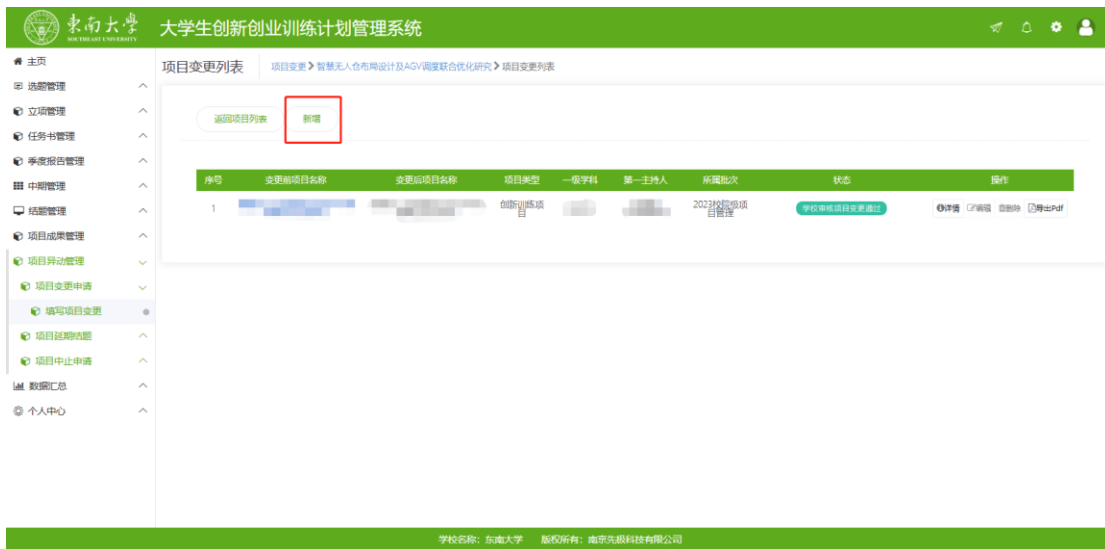 東南大学 大学生创新创业训练计划管理系统
SOUTHEAST UNIVERSITY
主页
选题管理
立项管理
任务书管理
季度报告管理
中期管理
结题管理
项目成果管理
项目异动管理
项目变更申请
填写项目变更
项目延期结题
项目中止申请
数据汇总
个人中心
项目变更列表 项目变更 智慧无人仓布局设计及AGV调度联合优化研究 项目变更列表
返回项目列表 新增
序号 变更前项目名称 变更后项目名称 项目类型 一级学科 第一主持人 所属批次 状态 操作
1 创新训练项目 2023校院级项目管理 学校审核项目变更通过 详情 编辑 删除 导出Pdf
学校名称：东南大学 版权所有：南京先极科技有限公司